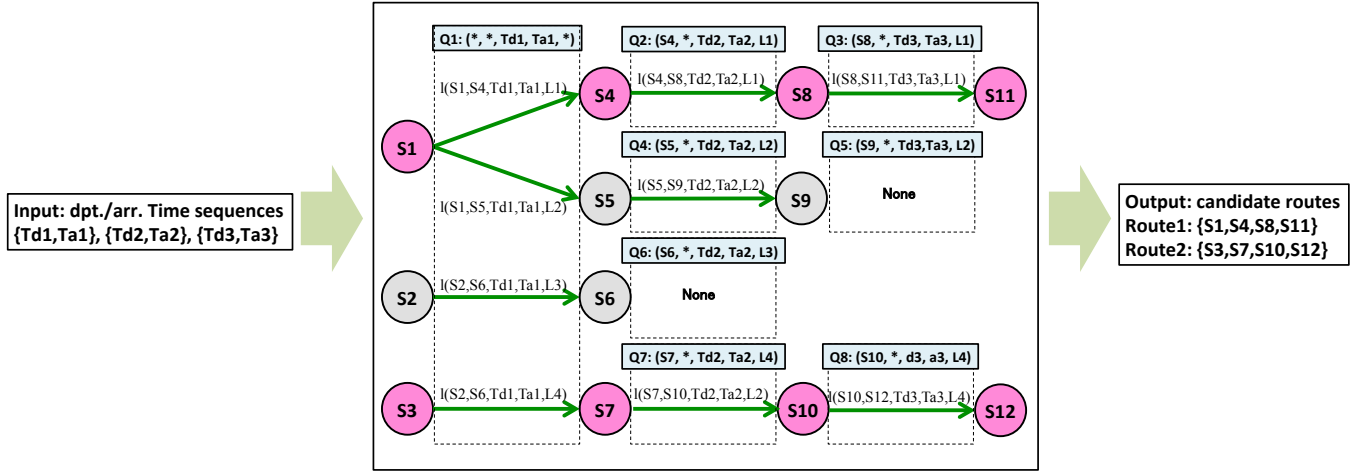 Input: dpt./arr. Time sequences
{Td1,Ta1}, {Td2,Ta2}, {Td3,Ta3}
Q1: (*, *, Td1, Ta1, *)
Q2: (S4, *, Td2, Ta2, L1)
Q3: (S8, *, Td3, Ta3, L1)
l(S1,S4,Td1,Ta1,L1)
S4
l(S4,S8,Td2,Ta2,L1)
S8
l(S8,S11,Td3,Ta3,L1)
S11
S1
Q4: (S5, *, Td2, Ta2, L2)
Q5: (S9, *, Td3,Ta3, L2)
l(S1,S5,Td1,Ta1,L2)
S5
l(S5,S9,Td2,Ta2,L2)
S9
None
Q6: (S6, *, Td2, Ta2, L3)
S2
l(S2,S6,Td1,Ta1,L3)
S6
None
Q7: (S7, *, Td2, Ta2, L4)
Q8: (S10, *, d3, a3, L4)
S3
l(S2,S6,Td1,Ta1,L4)
S7
l(S7,S10,Td2,Ta2,L2)
S10
l(S10,S12,Td3,Ta3,L4)
S12
Output: candidate routes
Route1: {S1,S4,S8,S11}
Route2: {S3,S7,S10,S12}